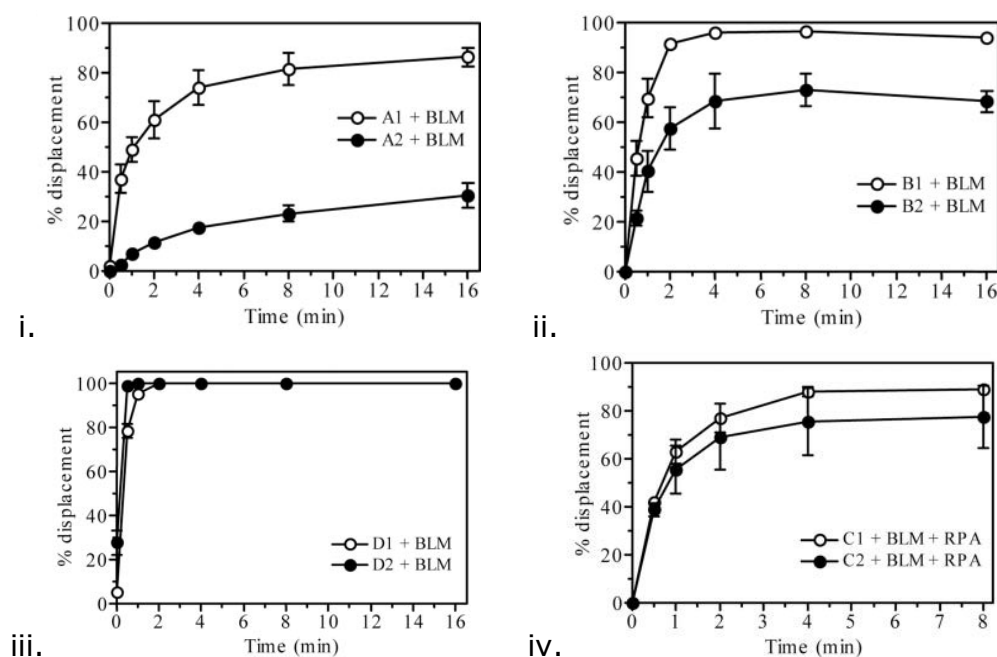 100
80
60
40
20
0
% displacement
A1 + BLM
A2 + BLM
0 2 4 6 8 10 12 14 16
Time (min)
i.
100
80
60
40
20
0
% displacement
B1 + BLM
B2 + BLM
0 2 4 6 8 10 12 14 16
Time (min)
ii.
100
80
60
40
20
0
% displacement
D1 + BLM
D2 + BLM
0 2 4 6 8 10 12 14 16
Time (min)
iii.
100
80
60
40
20
0
% displacement
C1 + BLM + RPA
C2 + BLM + RPA
0 1 2 3 4 5 6 7 8
Time (min)
iv.